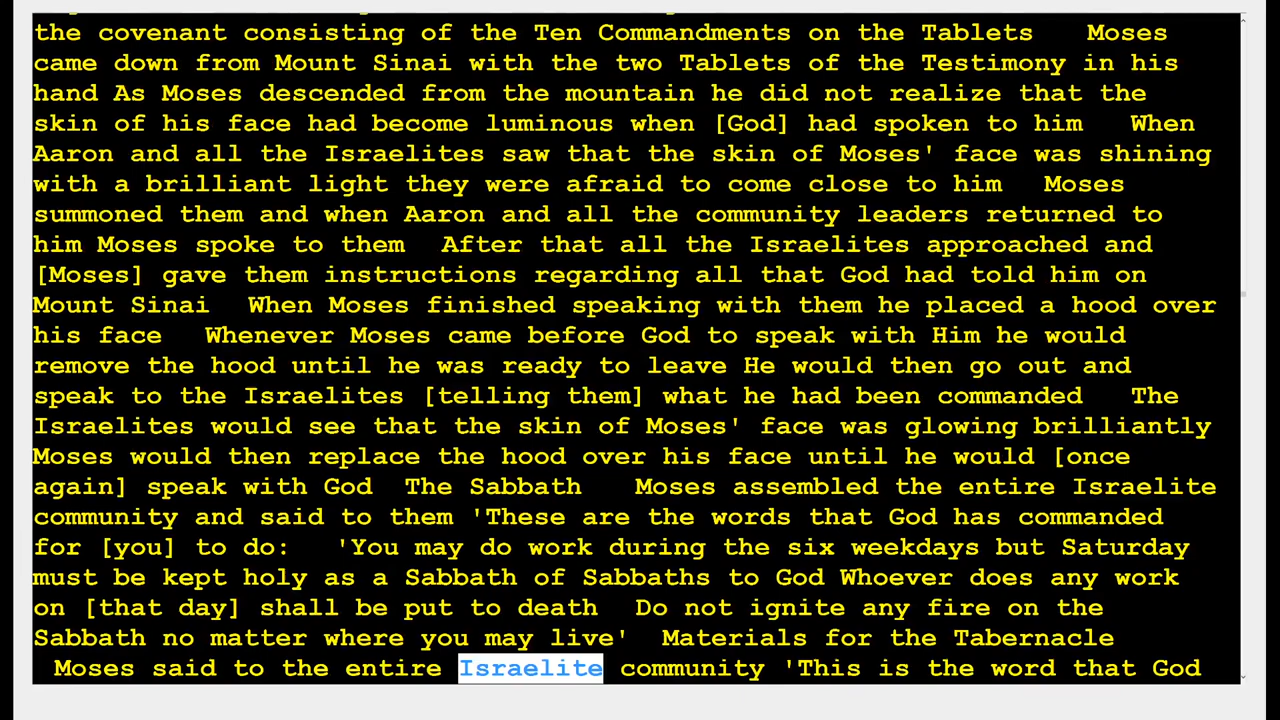 the covenant consisting of the Ten Commandments on the Tablets Moses
came down from Mount Sinai with the two Tablets of the Testimony in his
hand As Moses descended from the mountain he did not realize that the
skin of his face had become luminous when [God] had spoken to him When
Aaron and all the Israelites saw that the skin of Moses' face was shining
with a brilliant light they were afraid to come close to him Moses
summoned them and when Aaron and all the community leaders returned to
him Moses spoke to them After that all the Israelites approached and
[Moses] gave them instructions regarding all that God had told him on
Mount Sinai When Moses finished speaking with them he placed a hood over
his face Whenever Moses came before God to speak with Him he would
remove the hood until he was ready to leave He would then go out and
speak to the Israelites [telling them] what he had been commanded The
Israelites would see that the skin of Moses' face was glowing brilliantly
Moses would then replace the hood over his face until he would [once
again] speak with God The Sabbath Moses assembled the entire Israelite
community and said to them 'These are the words that God has commanded
for [you] to do: 'You may do work during the six weekdays but Saturday
must be kept holy as a Sabbath of Sabbaths to God Whoever does any work
on [that day] shall be put to death Do not ignite any fire on the
Sabbath no matter where you may live' Materials for the Tabernacle
Moses said to the entire Israelite community 'This is the word that God